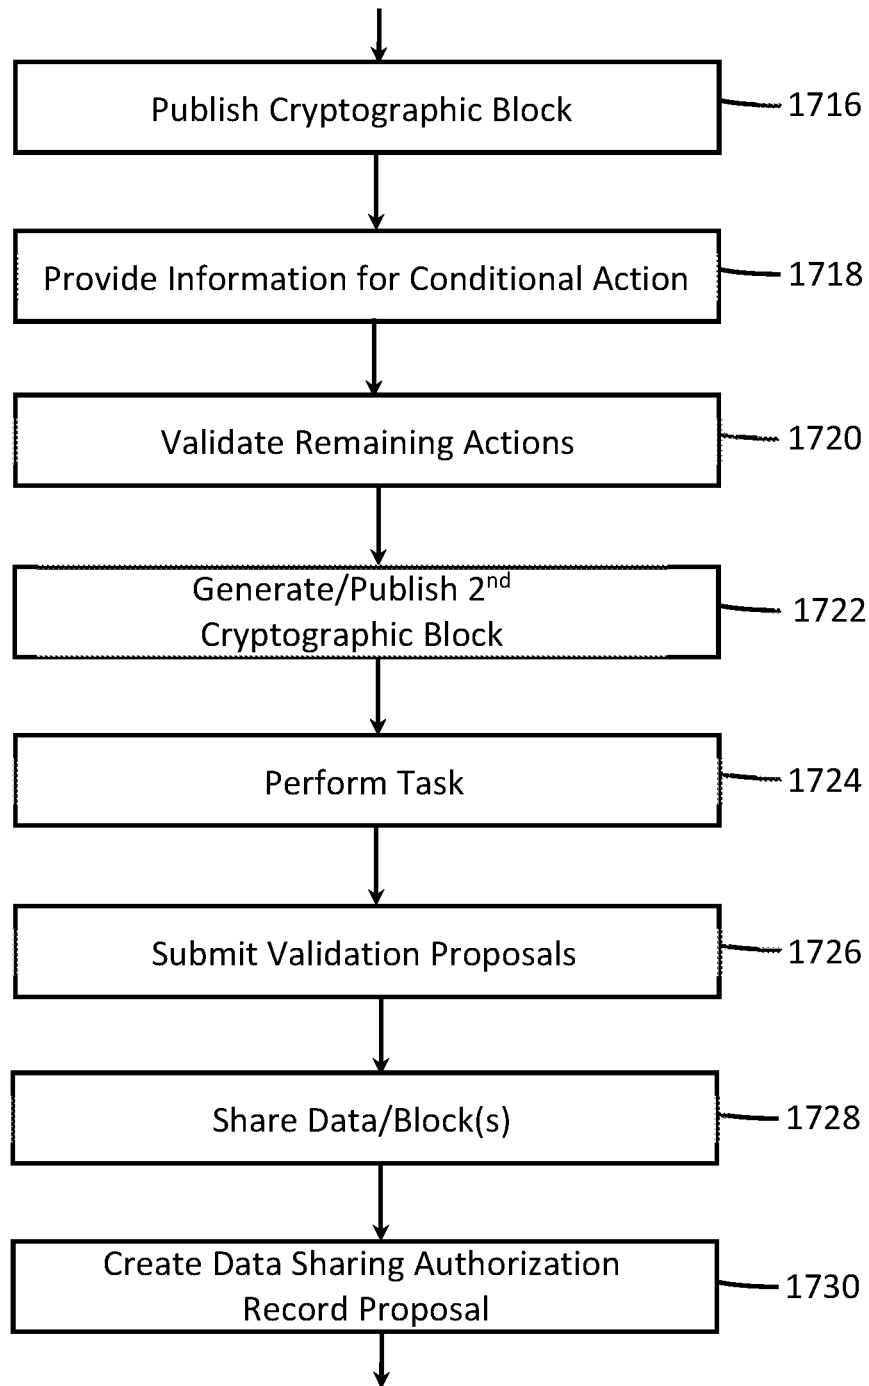 Publish Cryptographic Block 1716
Provide Information for Conditional Action 1718
Validate Remaining Actions 1720
Generate/Publish 2nd
Cryptographic Block 1722
Perform Task 1724
Submit Validation Proposals 1726
Share Data/Block(s) 1728
Create Data Sharing Authorization
Record Proposal 1730